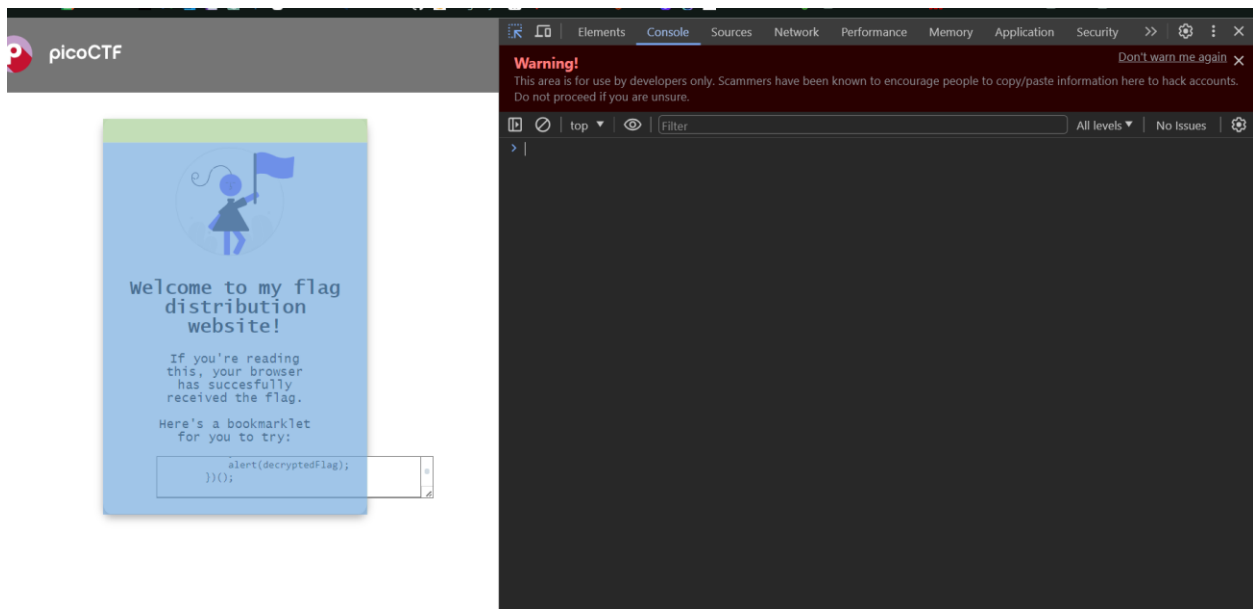 picoCTF
Elements Console Sources Network Performance Memory Application Security >>
Warning!
Don't warn me again
This area is for use by developers only. Scammers have been known to encourage people to copy/paste information here to hack accounts.
Do not proceed if you are unsure.
top Filter All levels No Issues
>
Welcome to my flag
distribution
website!
If you're reading
this, your browser
has succesfully
received the flag.
Here's a bookmarklet
for you to try:
alert(decryptedFlag);
})();